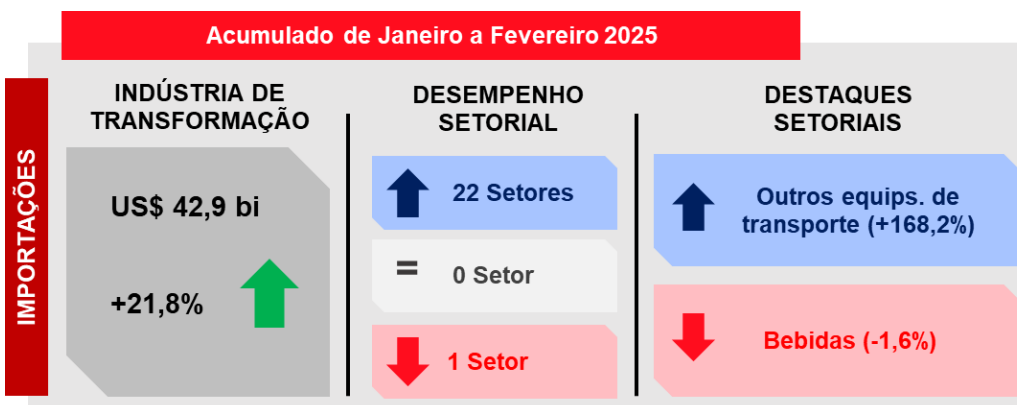 Acumulado de Janeiro a Fevereiro 2025
IMPORTAÇÕES
INDÚSTRIA DE
TRANSFORMAÇÃO
US$ 42,9 bi
+21,8%
DESEMPENHO
SETORIAL
22 Setores
= 0 Setor
1 Setor
DESTAQUES
SETORIAIS
Outros equips. de
transporte (+168,2%)
Bebidas (-1,6%)